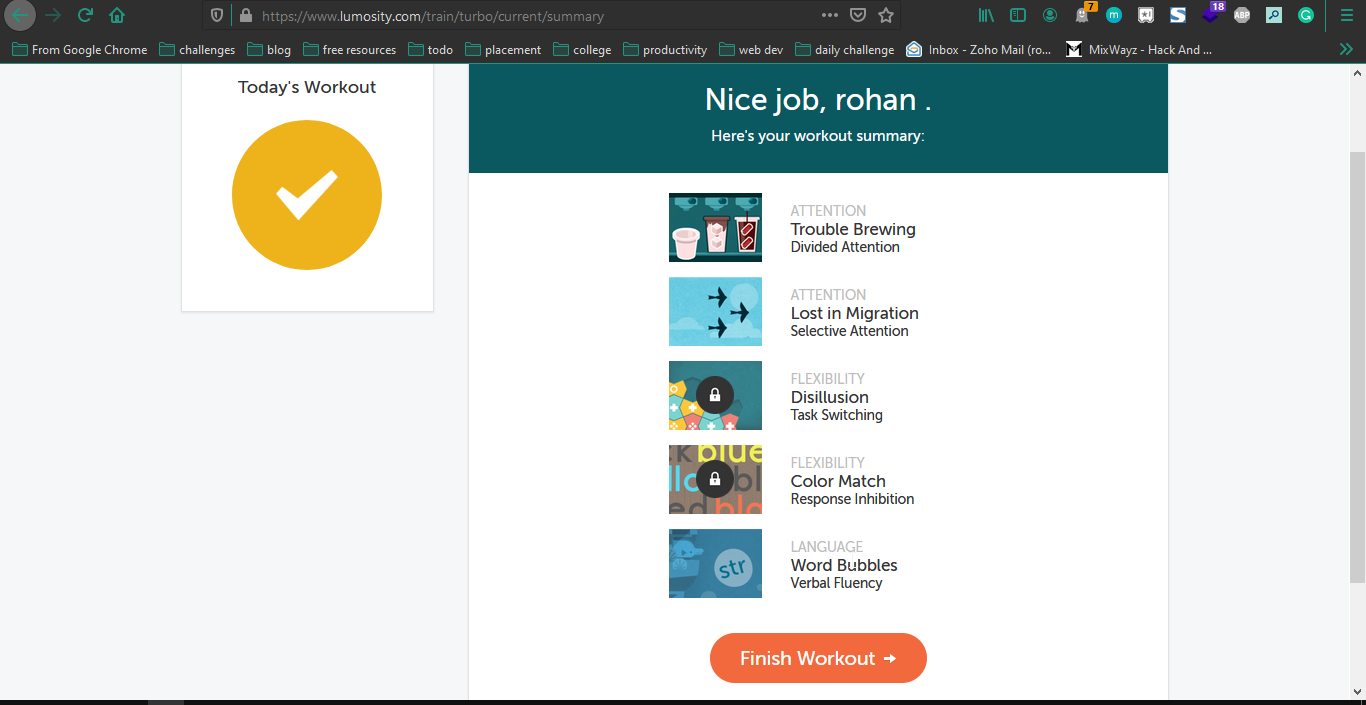 https://www.lumosity.com/train/turbo/current/summary
7
m
18
ABP
G
From Google Chrome
challenges
blog
free resources
todo
placement
college
productivity
web dev
daily challenge
Inbox - Zoho Mail (ro...
MixWayz - Hack And ...
Today's Workout
Nice job, rohan .
Here's your workout summary:
ATTENTION
Trouble Brewing
Divided Attention
ATTENTION
Lost in Migration
Selective Attention
FLEXIBILITY
Disillusion
Task Switching
k blue
FLEXIBILITY
Color Match
Response Inhibition
LANGUAGE
Word Bubbles
Verbal Fluency
str
Finish Workout